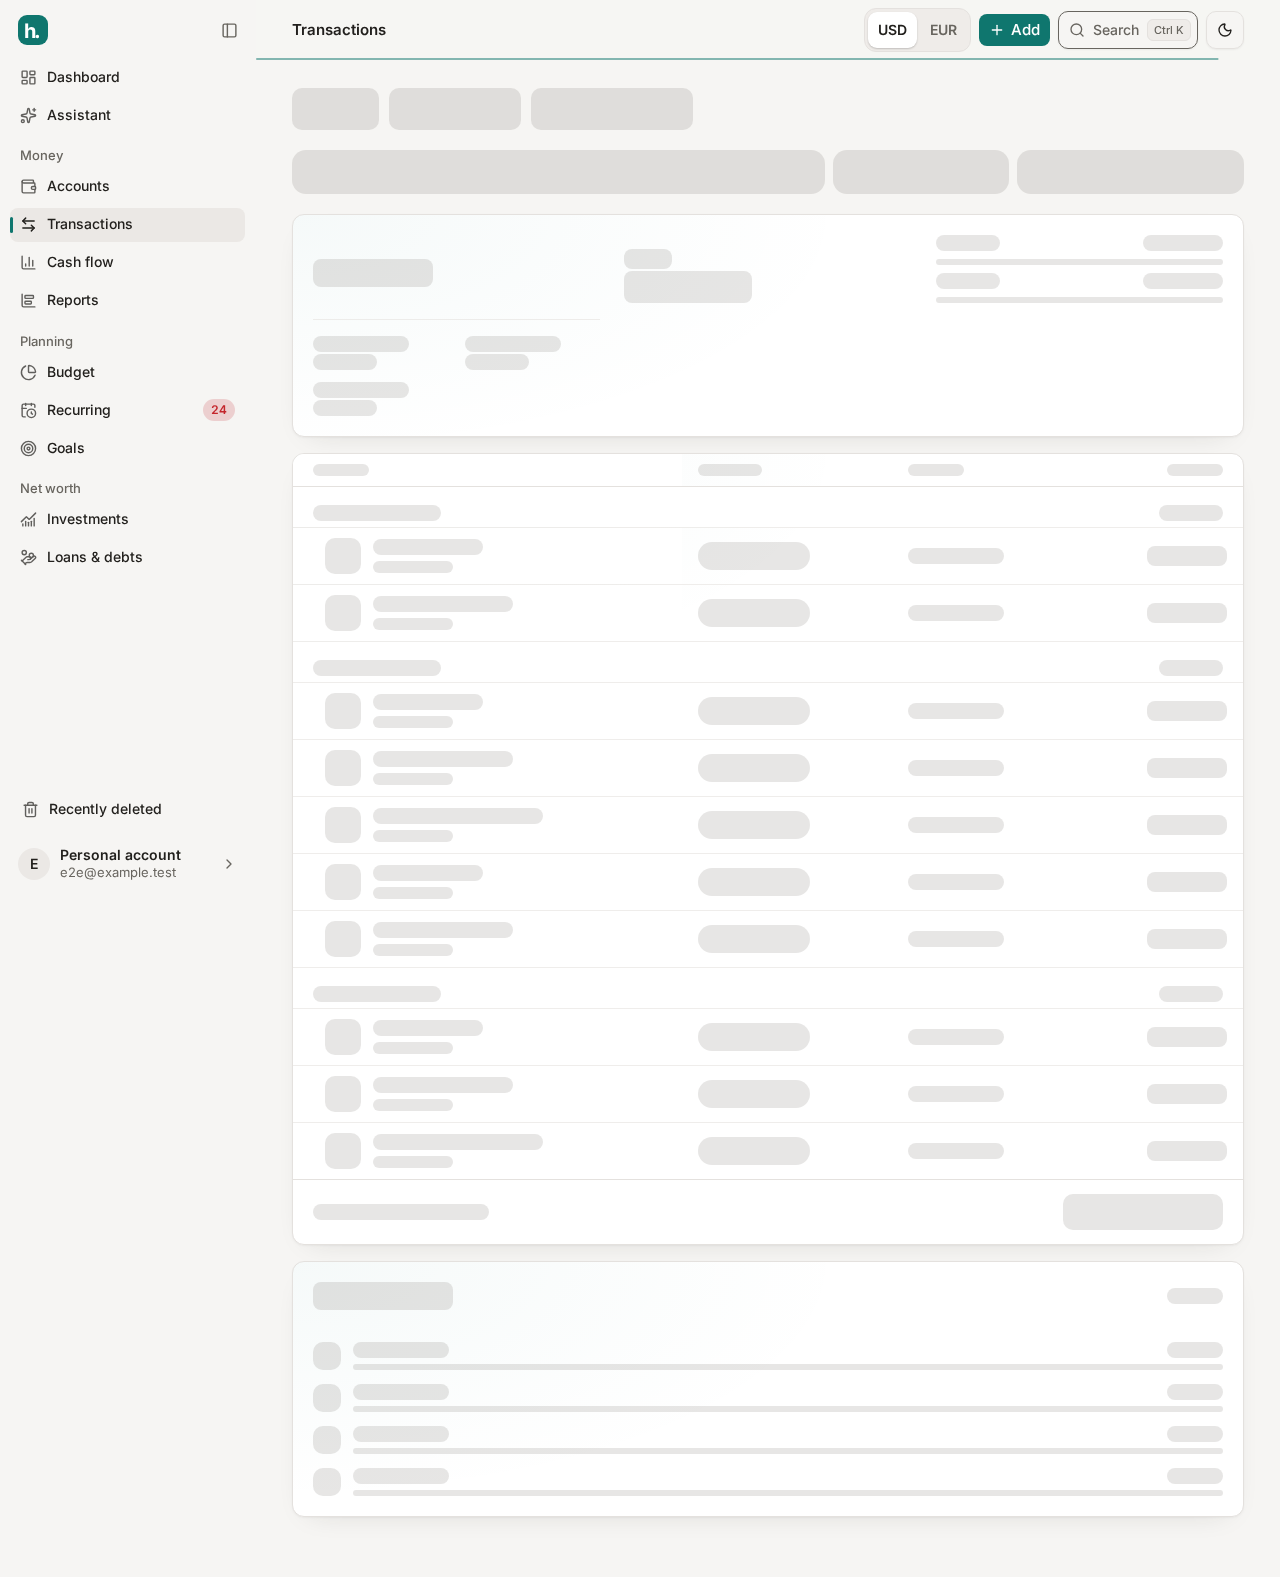 h.
Dashboard
Assistant
Money
Accounts
Transactions
Cash flow
Reports
Planning
Budget
Recurring 24
Goals
Net worth
Investments
Loans & debts
Recently deleted
E Personal account
e2e@example.test
Transactions
USD EUR
Add
Search Ctrl K